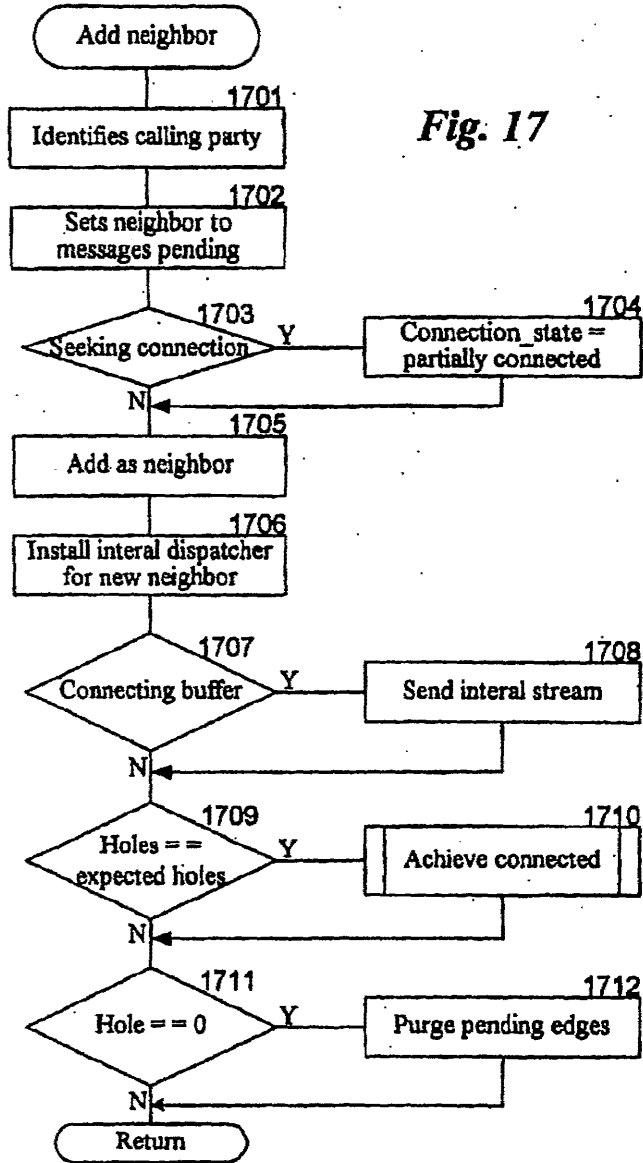 Add neighbor
1701
Identifies calling party
Fig. 17
1702
Sets neighbor to
messages pending
1703
Seeking connection
Y
1704
Connection_state =
partially connected
N
1705
Add as neighbor
1706
Install interal dispatcher
for new neighbor
1707
Connecting buffer
Y
1708
Send interal stream
N
1709
Holes = =
expected holes
Y
1710
Achieve connected
N
1711
Hole = = 0
Y
1712
Purge pending edges
N
Return